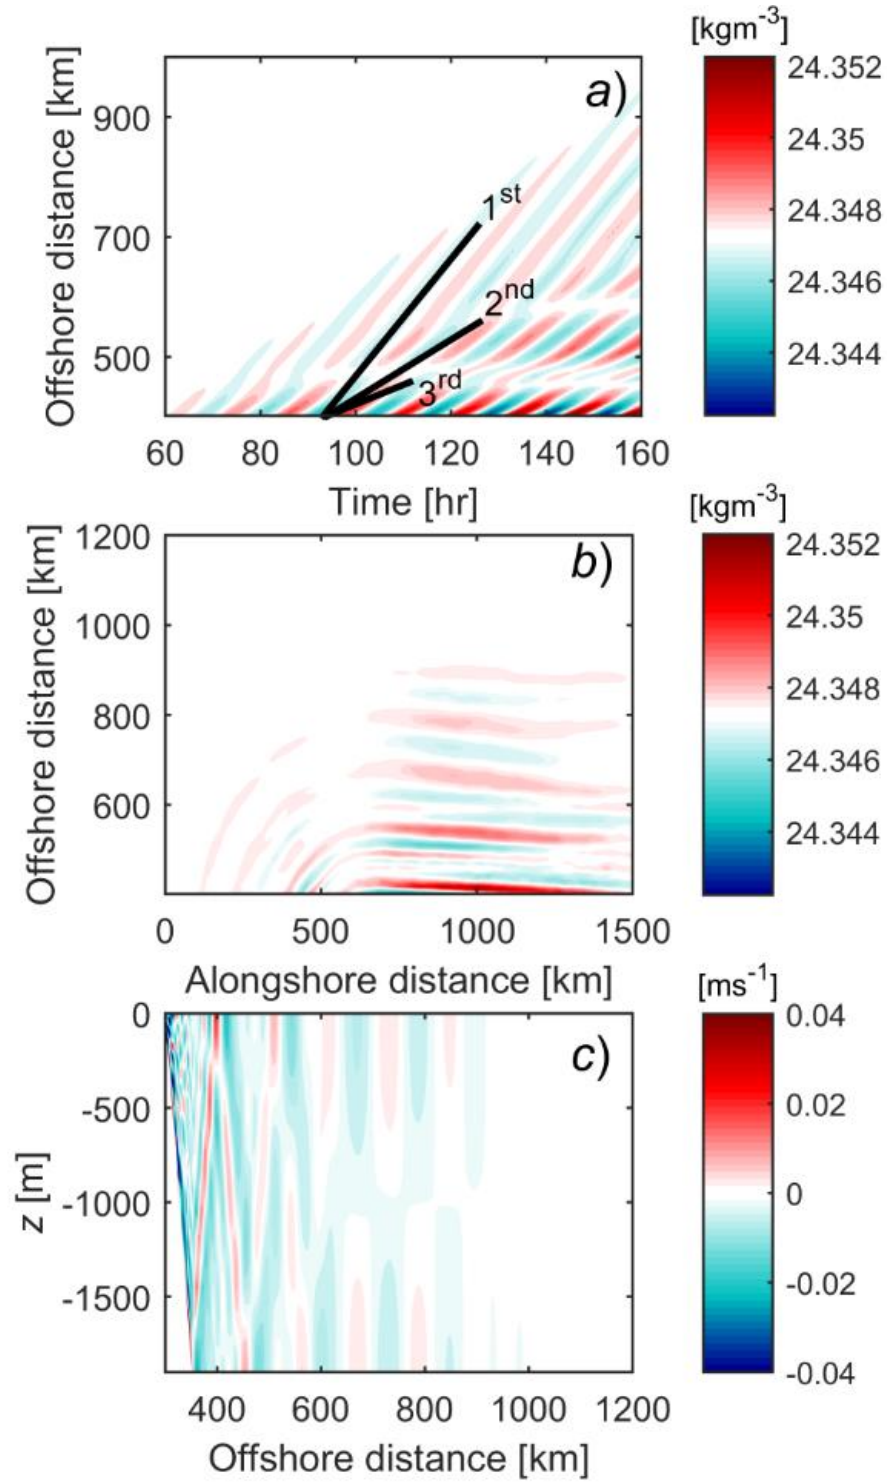 [kgm-3]
a)
24.352
24.35
24.348
24.346
24.344
Offshore distance [km]
900
700
500
1st
2nd
3rd
60 80 100 120 140 160
Time [hr]
[kgm-3]
b)
24.352
24.35
24.348
24.346
24.344
Offshore distance [km]
1200
1000
800
600
0 500 1000 1500
Alongshore distance [km]
[ms-1]
c)
0.04
0.02
0
-0.02
-0.04
z [m]
0
-500
-1000
-1500
400 600 800 1000 1200
Offshore distance [km]